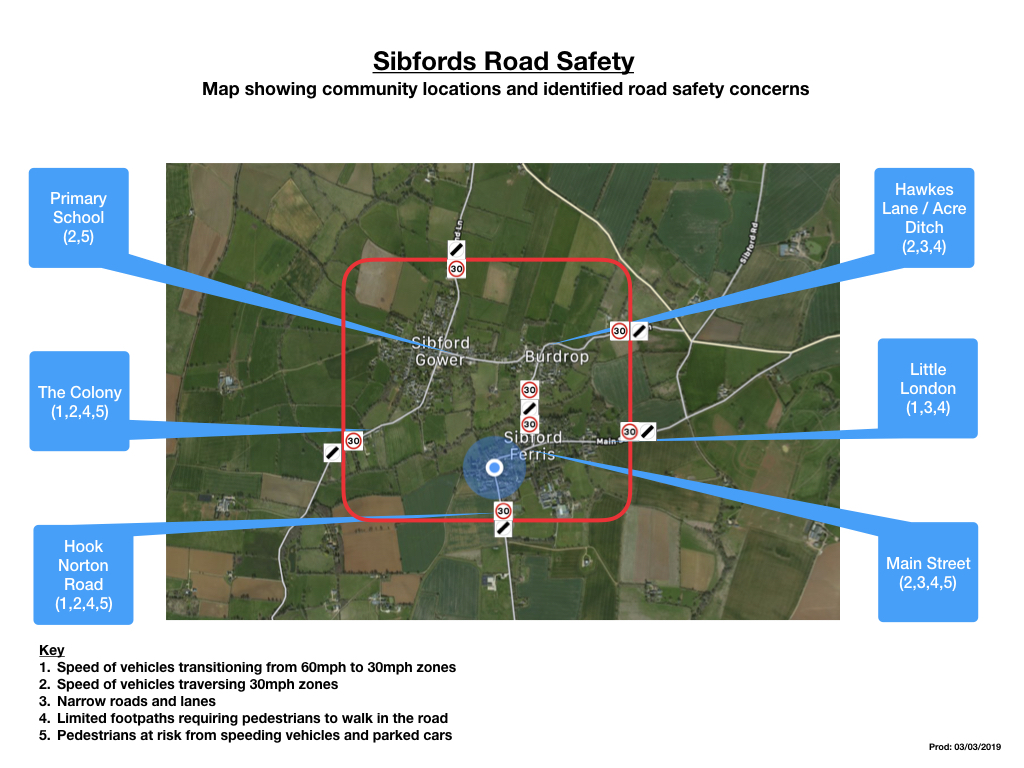 Sibfords Road Safety
Map showing community locations and identified road safety concerns
Primary
School
(2,5)
Hawkes
Lane / Acre
Ditch
(2,3,4)
d Ln
Sibford Rd
30
30
Sibford
Gower
Burdrop
The Colony
(1,2,4,5)
Little
London
(1,3,4)
30
30
30
30
Sibford
Ferris
Main
30
Hook
Norton
Road
(1,2,4,5)
Main Street
(2,3,4,5)
Key
1. Speed of vehicles transitioning from 60mph to 30mph zones
2. Speed of vehicles traversing 30mph zones
3. Narrow roads and lanes
4. Limited footpaths requiring pedestrians to walk in the road
5. Pedestrians at risk from speeding vehicles and parked cars
Prod: 03/03/2019